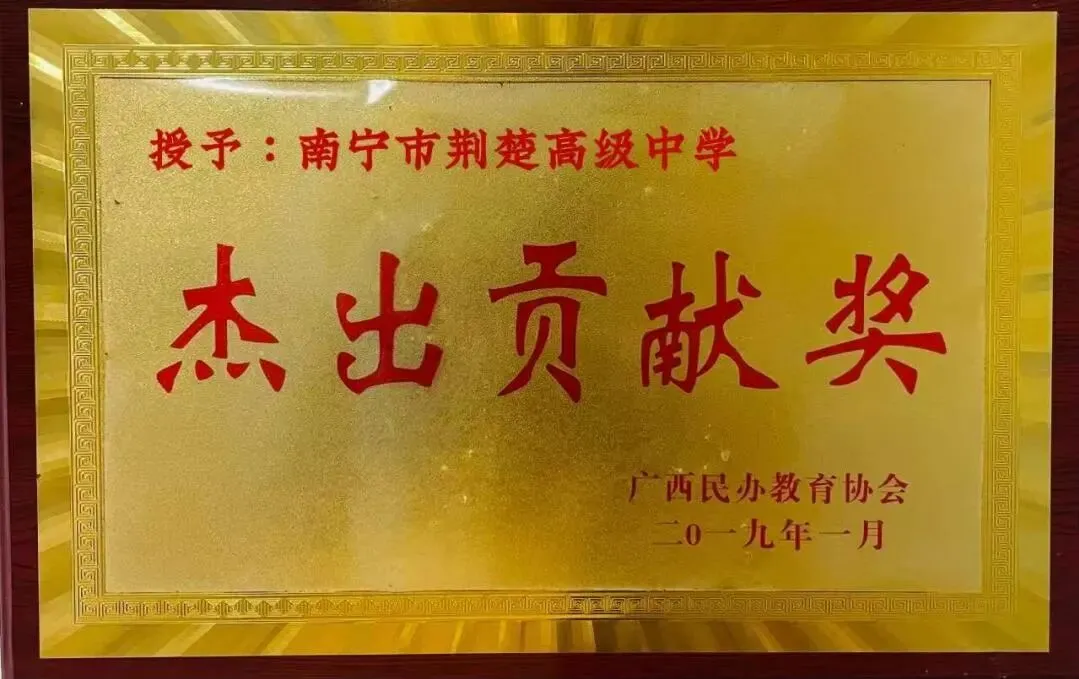 授予：南宁市荆楚高级中学
杰出贡献奖
广西民办教育协会
二0一九年一月